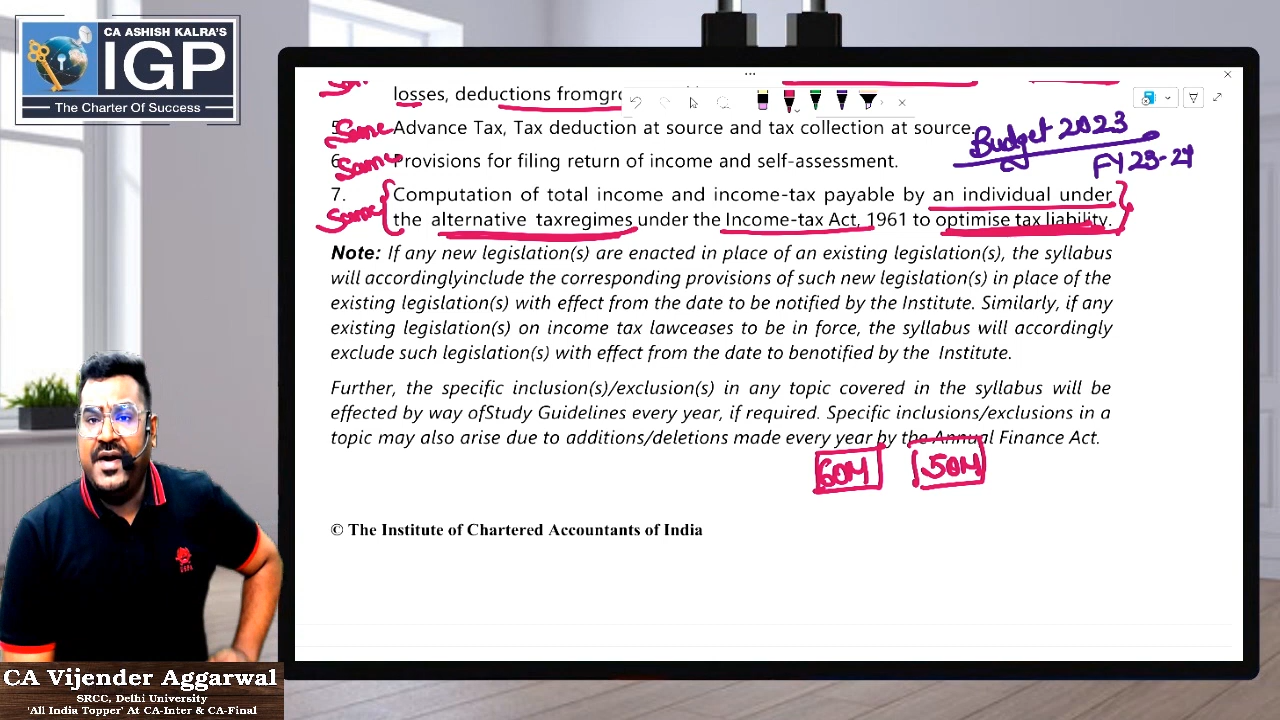 CA ASHISH KALRA'S
IGP
The Charter Of Success
losses, deductions fromgro
Same Advance Tax, Tax deduction at source and tax collection at source.
Budget 2023
FY 23-24
6. Same Provisions for filing return of income and self-assessment.
7. Computation of total income and income-tax payable by an individual under
Same the alternative taxregimes under the Income-tax Act, 1961 to optimise tax liability.
Note: If any new legislation(s) are enacted in place of an existing legislation(s), the syllabus
will accordinglyinclude the corresponding provisions of such new legislation(s) in place of the
existing legislation(s) with effect from the date to be notified by the Institute. Similarly, if any
existing legislation(s) on income tax lawceases to be in force, the syllabus will accordingly
exclude such legislation(s) with effect from the date to benotified by the Institute.
Further, the specific inclusion(s)/exclusion(s) in any topic covered in the syllabus will be
effected by way ofStudy Guidelines every year, if required. Specific inclusions/exclusions in a
topic may also arise due to additions/deletions made every year by the Annual Finance Act.
60M 50M
© The Institute of Chartered Accountants of India
CA Vijender Aggarwal
SRCC, Delhi University
'All India Topper' At CA-Inter & CA-Final